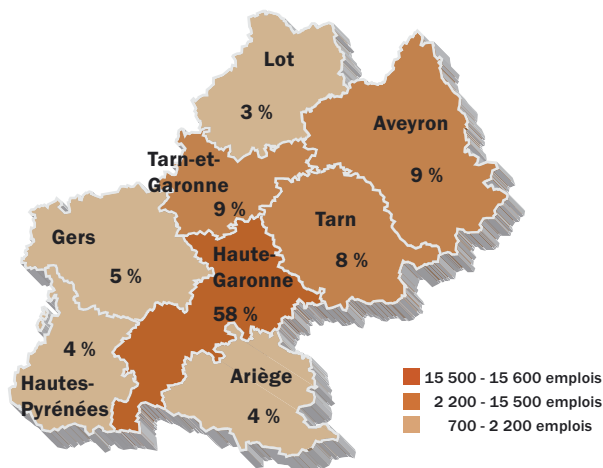 Lot
3 %
Aveyron
9 %
Tarn-et-
Garonne
9 %
Tarn
8 %
Gers
5 %
Haute-
Garonne
58 %
4 %
Hautes-
Pyrénées
Ariège
4 %
15 500 - 15 600 emplois
2 200 - 15 500 emplois
700 - 2 200 emplois